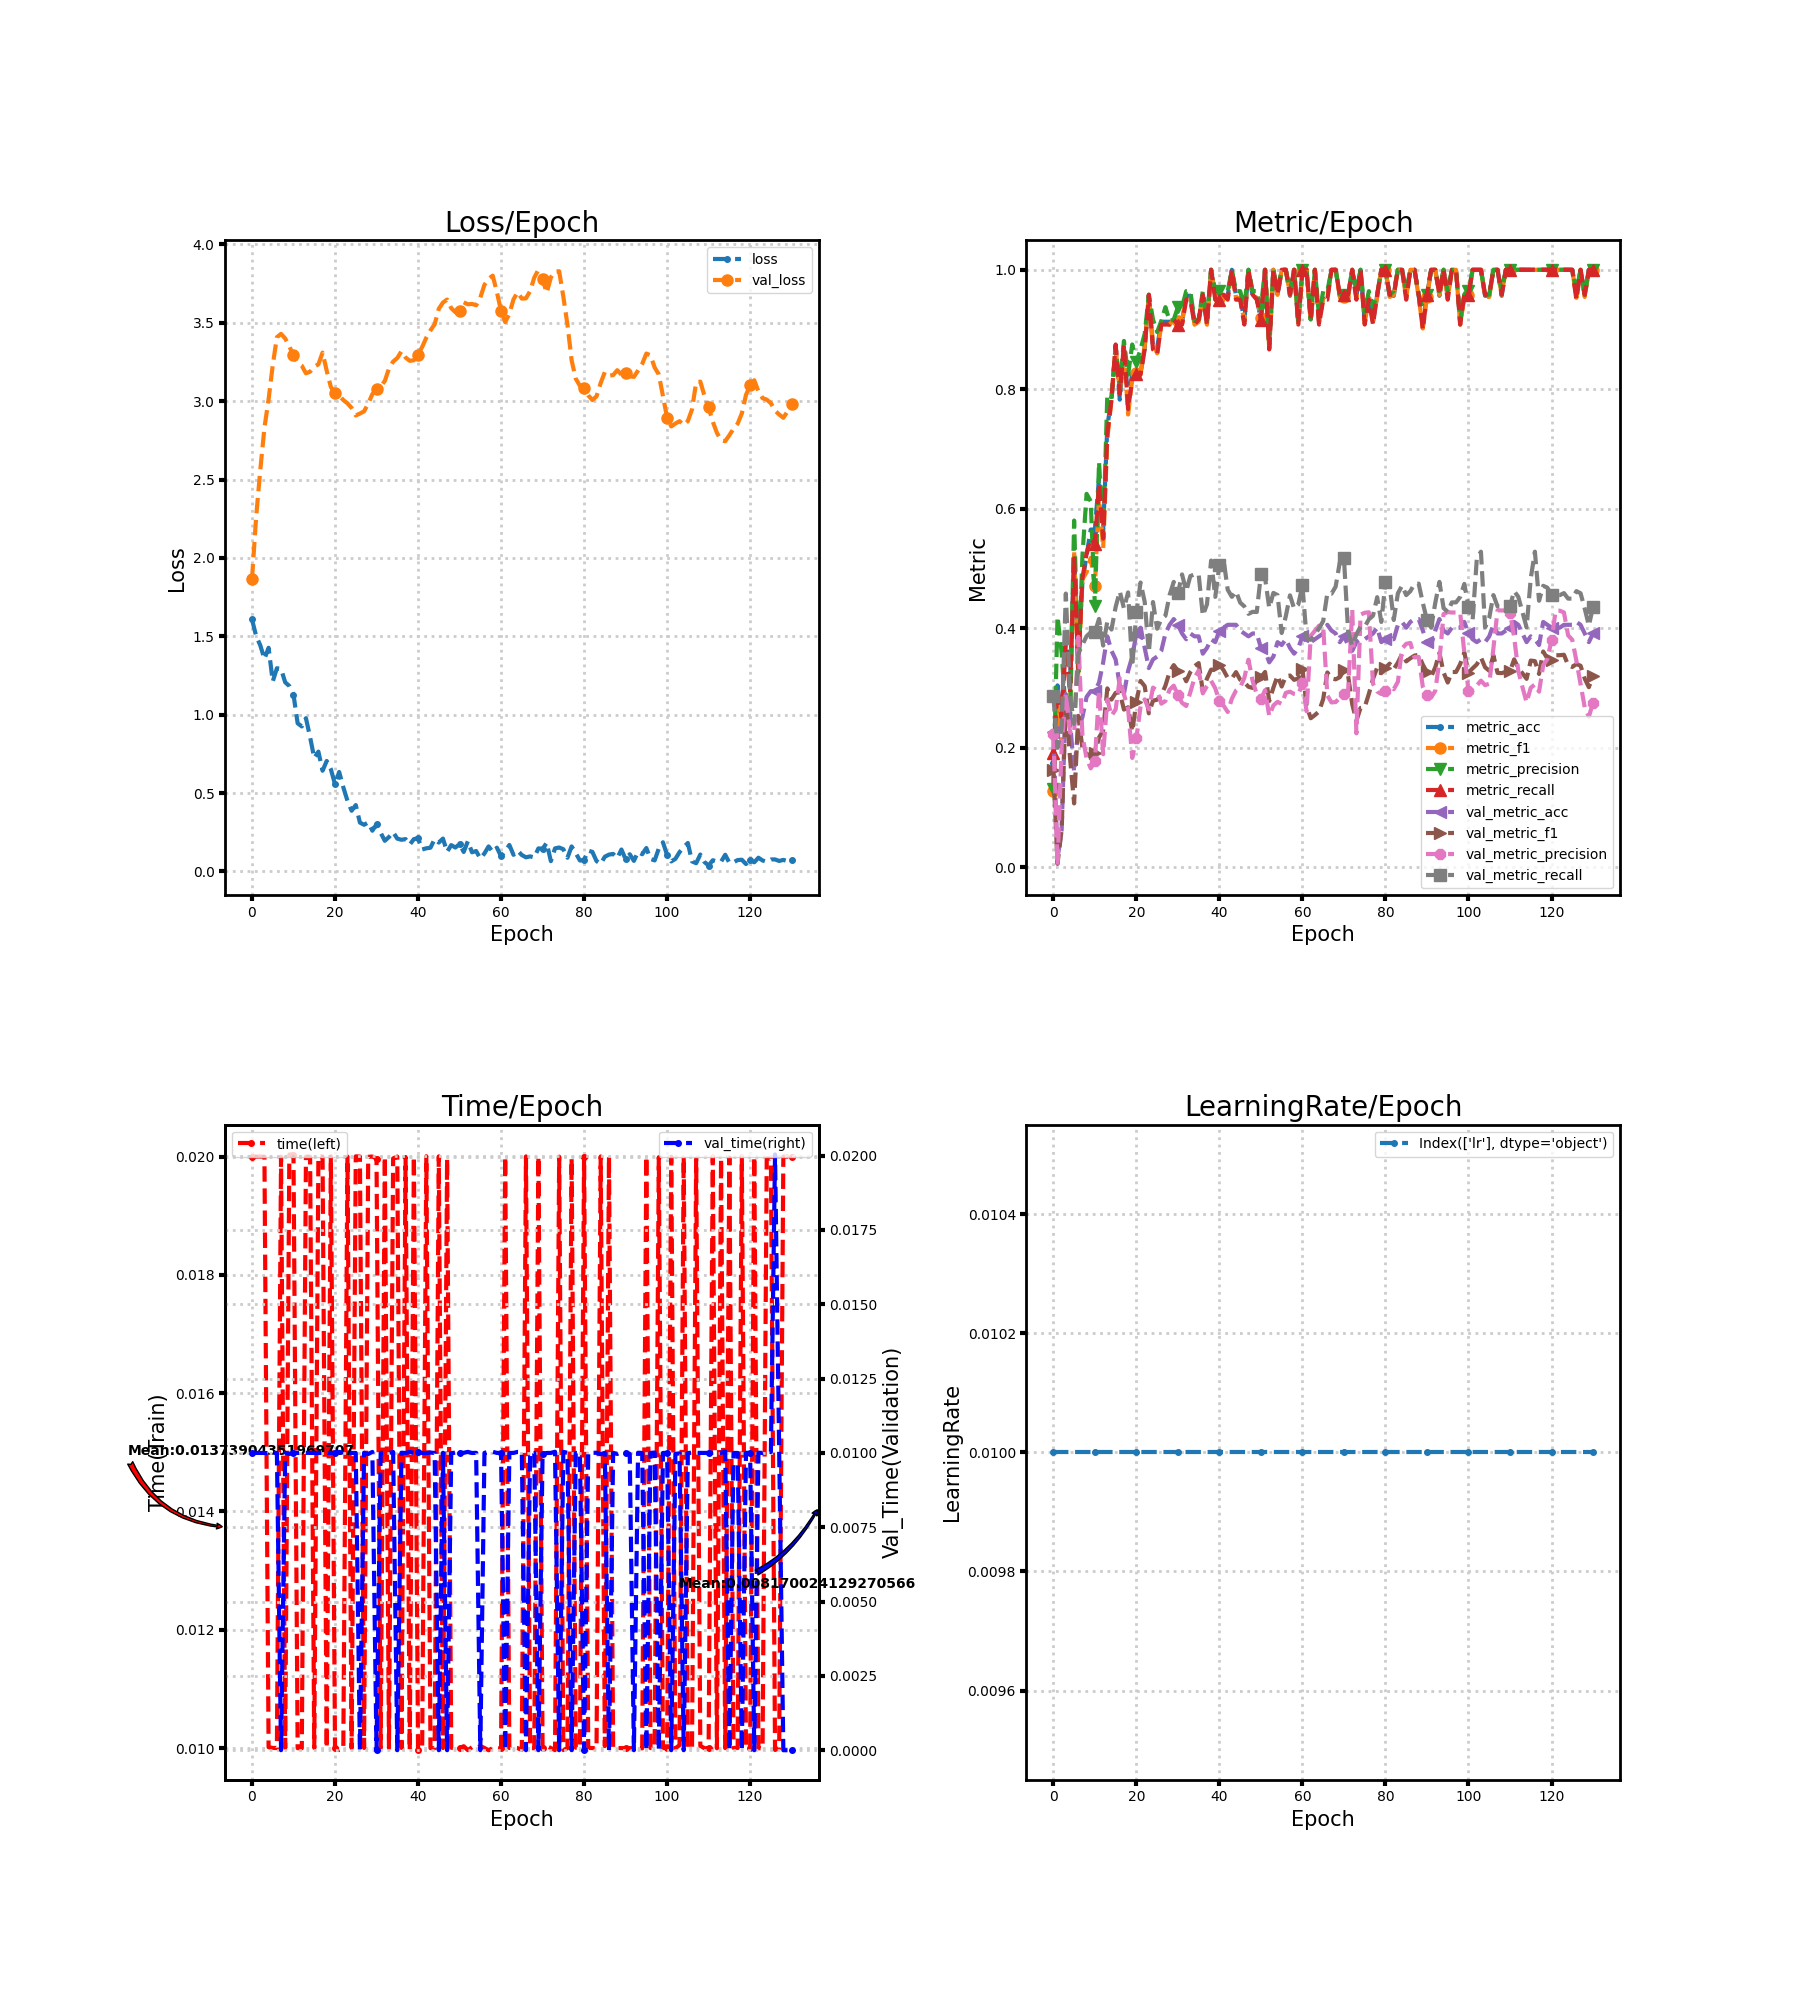 Loss/Epoch
4.0
3.5
3.0
2.5
2.0
1.5
1.0
0.5
0.0
Loss
loss
val_loss
0 20 40 60 80 100 120
Epoch
Metric/Epoch
1.0
0.8
0.6
0.4
0.2
0.0
Metric
metric_acc
metric_f1
metric_precision
metric_recall
val_metric_acc
val_metric_f1
val_metric_precision
val_metric_recall
0 20 40 60 80 100 120
Epoch
Time/Epoch
time(left)
val_time(right)
0.020
0.018
0.016
0.014
0.012
0.010
Time(Train)
0.0200
0.0175
0.0150
0.0125
0.0100
0.0075
0.0050
0.0025
0.0000
Val_Time(Validation)
Mean:0.008170024129270566
0 20 40 60 80 100 120
Epoch
LearningRate/Epoch
Index(['lr'], dtype='object')
0.0104
0.0102
0.0100
0.0098
0.0096
LearningRate
0 20 40 60 80 100 120
Epoch